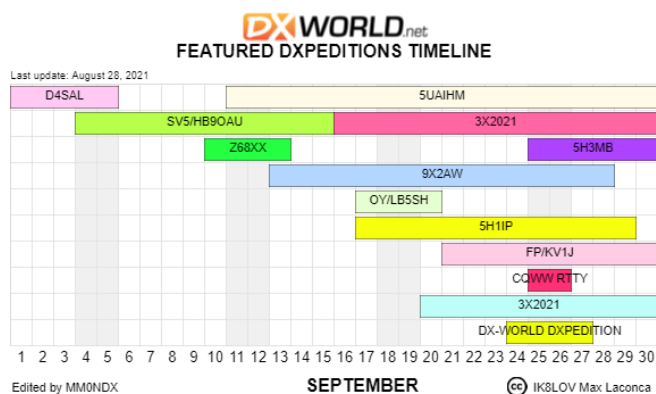 DX WORLD.net
FEATURED DXPEDITIONS TIMELINE
Last update: August 28, 2021
D4SAL 5UAIHM
SV5/HB9OAU 3X2021
Z68XX 5H3MB
9X2AW
OY/LB5SH
5H1IP
FP/KV1J
CQWW RTTY
3X2021
DX-WORLD DXPEDITION
1 2 3 4 5 6 7 8 9 10 11 12 13 14 15 16 17 18 19 20 21 22 23 24 25 26 27 28 29 30
Edited by MM0NDX SEPTEMBER cc IK8LOV Max Laconca